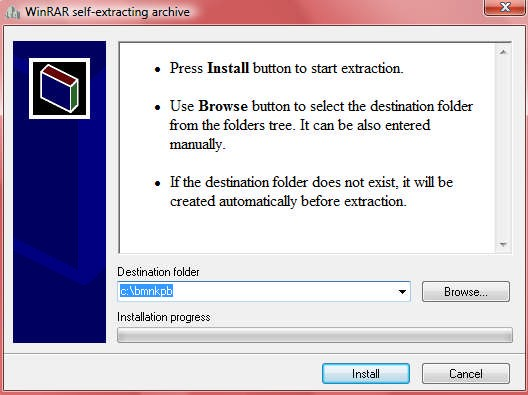 WinRAR self-extracting archive
• Press Install button to start extraction.
• Use Browse button to select the destination folder
from the folders tree. It can be also entered
manually.
• If the destination folder does not exist, it will be
created automatically before extraction.
Destination folder
c:\bmnkpb
Browse...
Installation progress
Install
Cancel